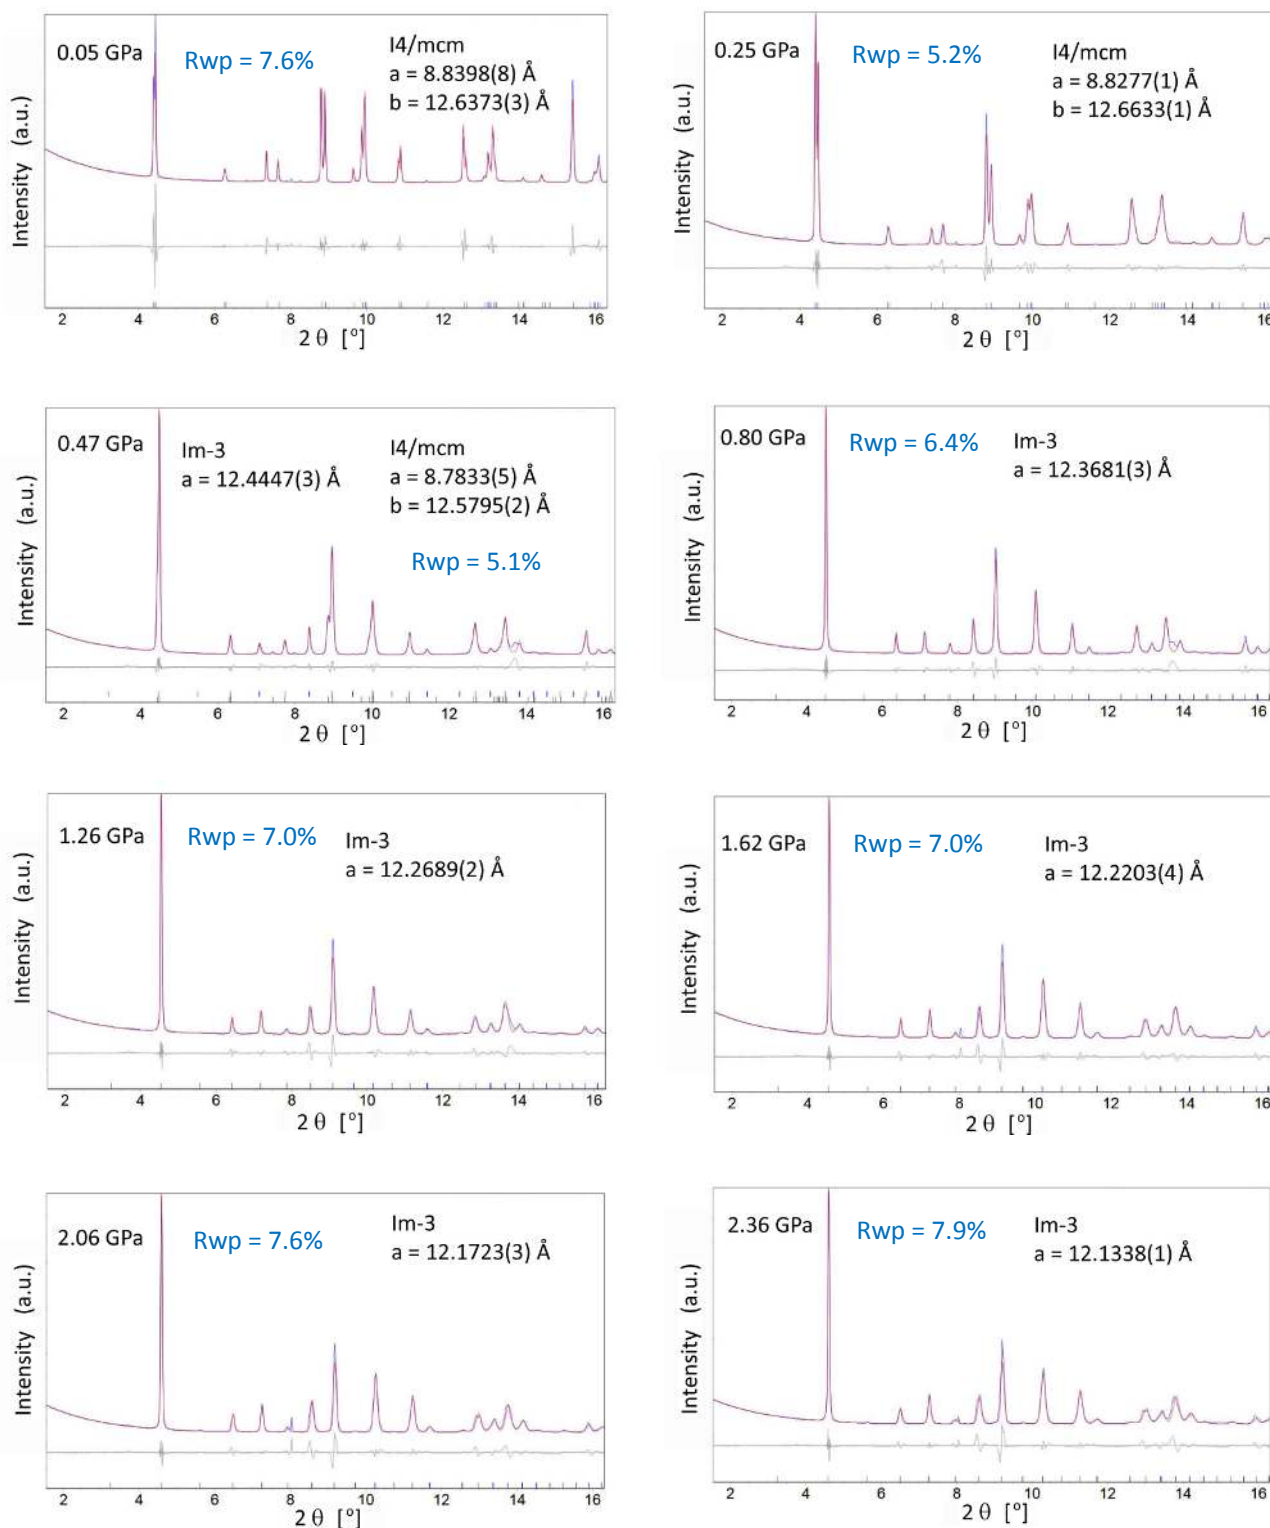 0.05 GPa
Rwp = 7.6%
I4/mcm
a = 8.8398(8) Å
b = 12.6373(3) Å
Intensity (a.u.)
2 4 6 8 10 12 14 16
2 θ [°]
0.25 GPa
Rwp = 5.2%
I4/mcm
a = 8.8277(1) Å
b = 12.6633(1) Å
Intensity (a.u.)
2 4 6 8 10 12 14 16
2 θ [°]
0.47 GPa
Im-3
a = 12.4447(3) Å
I4/mcm
a = 8.7833(5) Å
b = 12.5795(2) Å
Rwp = 5.1%
Intensity (a.u.)
2 4 6 8 10 12 14 16
2 θ [°]
0.80 GPa
Rwp = 6.4%
Im-3
a = 12.3681(3) Å
Intensity (a.u.)
2 4 6 8 10 12 14 16
2 θ [°]
1.26 GPa
Rwp = 7.0%
Im-3
a = 12.2689(2) Å
Intensity (a.u.)
2 4 6 8 10 12 14 16
2 θ [°]
1.62 GPa
Rwp = 7.0%
Im-3
a = 12.2203(4) Å
Intensity (a.u.)
2 4 6 8 10 12 14 16
2 θ [°]
2.06 GPa
Rwp = 7.6%
Im-3
a = 12.1723(3) Å
Intensity (a.u.)
2 4 6 8 10 12 14 16
2 θ [°]
2.36 GPa
Rwp = 7.9%
Im-3
a = 12.1338(1) Å
Intensity (a.u.)
2 4 6 8 10 12 14 16
2 θ [°]